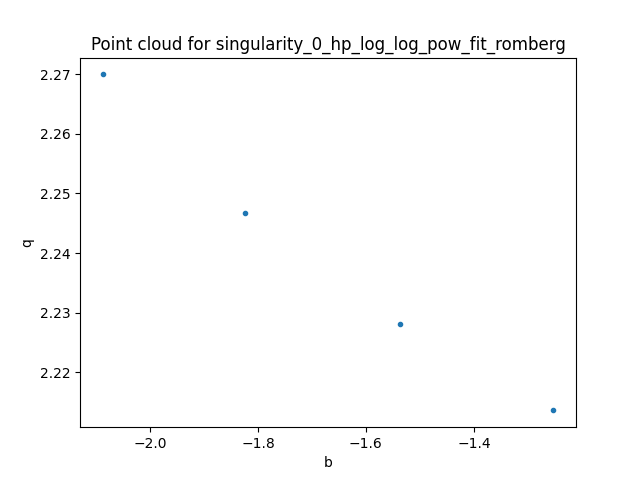 Point cloud for singularity_0_hp_log_log_pow_fit_romberg
2.27
2.26
2.25
2.24
2.23
2.22
q
−2.0 −1.8 −1.6 −1.4
b